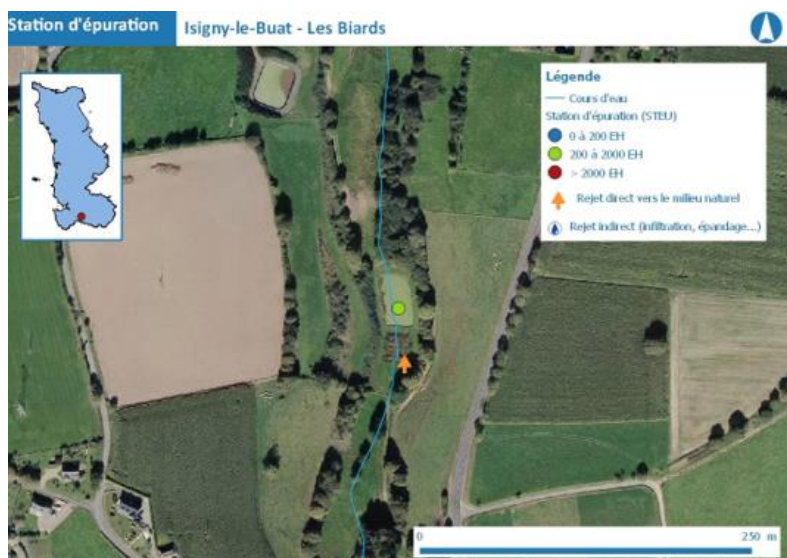 Station d'épuration
Isigny-le-Buat - Les Biards
Légende
Cours d'eau
Station d'épuration (STEU)
0 à 200 EH
200 à 2000 EH
> 2000 EH
Rejet direct vers le milieu naturel
Rejet indirect (infiltration, épandage...)
0
250 m